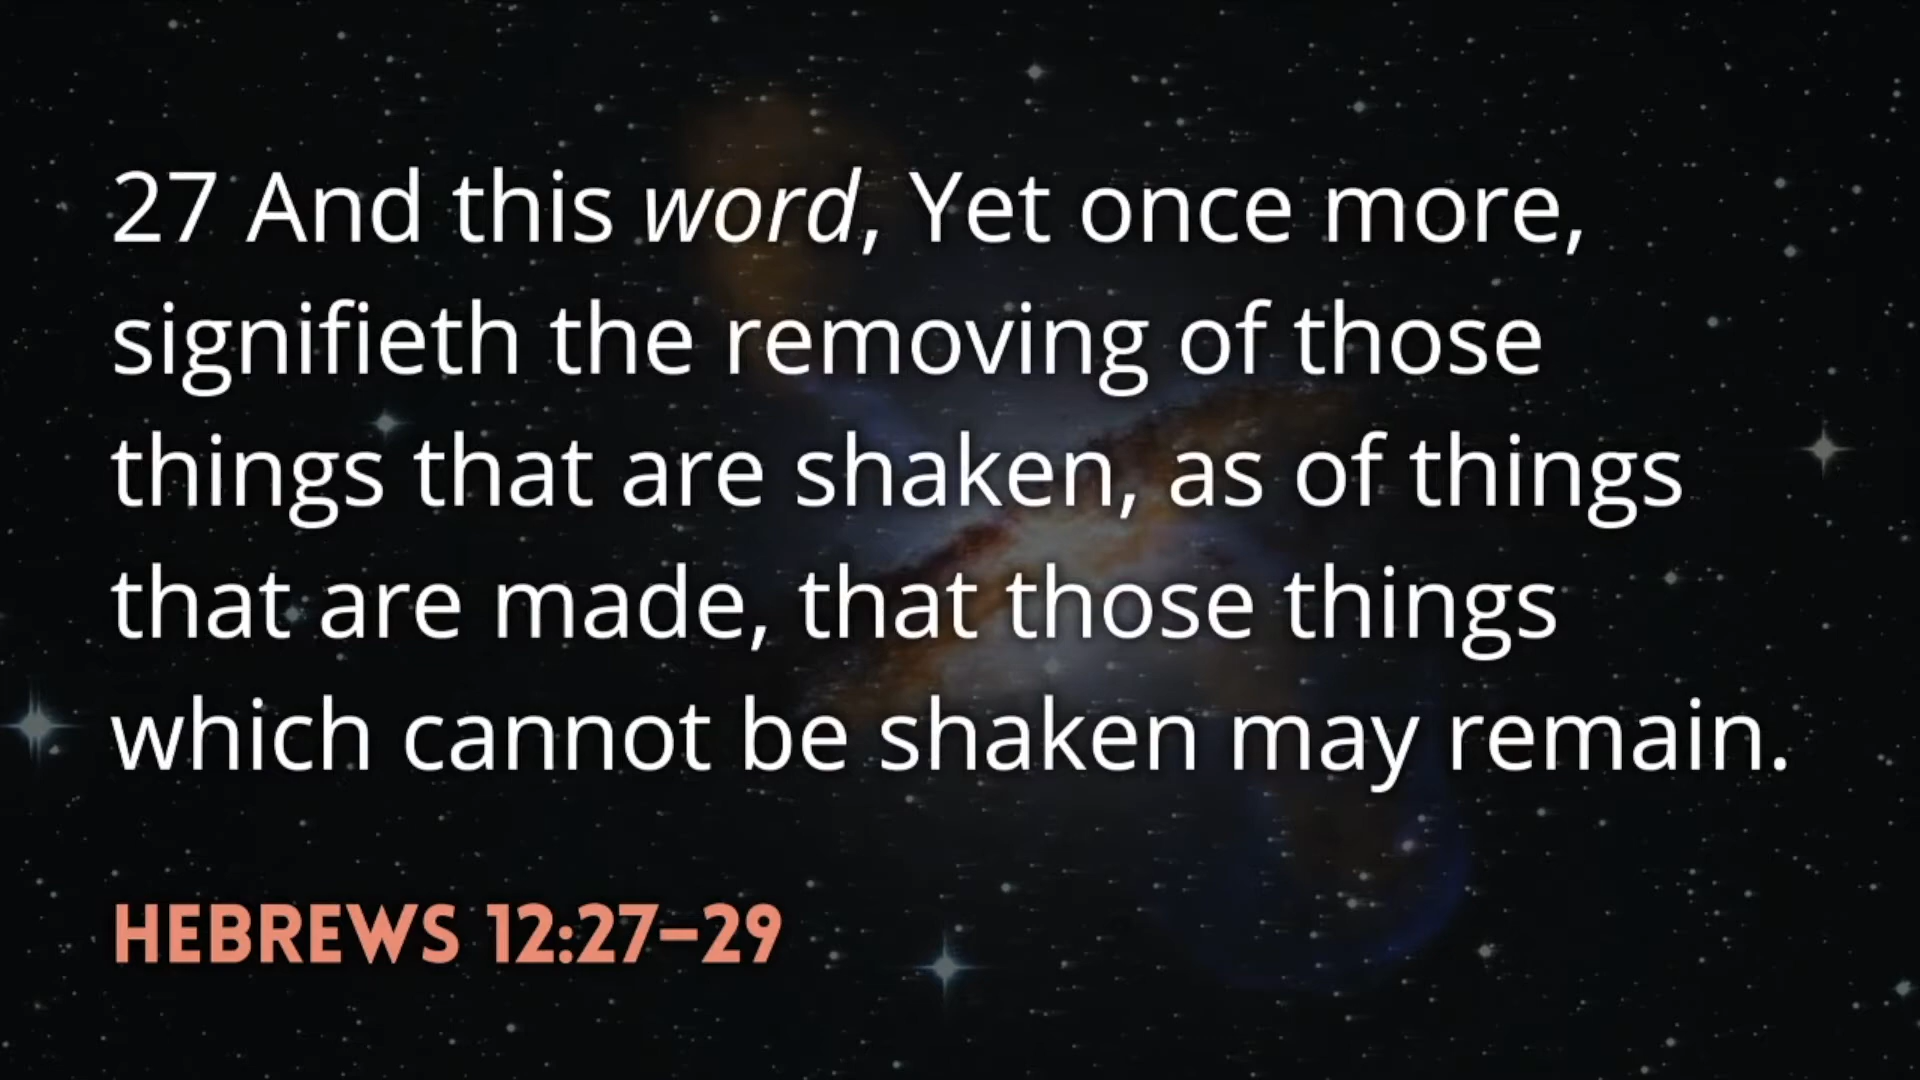 27 And this word, Yet once more,
signifieth the removing of those
things that are shaken, as of things
that are made, that those things
which cannot be shaken may remain.
HEBREWS 12:27–29